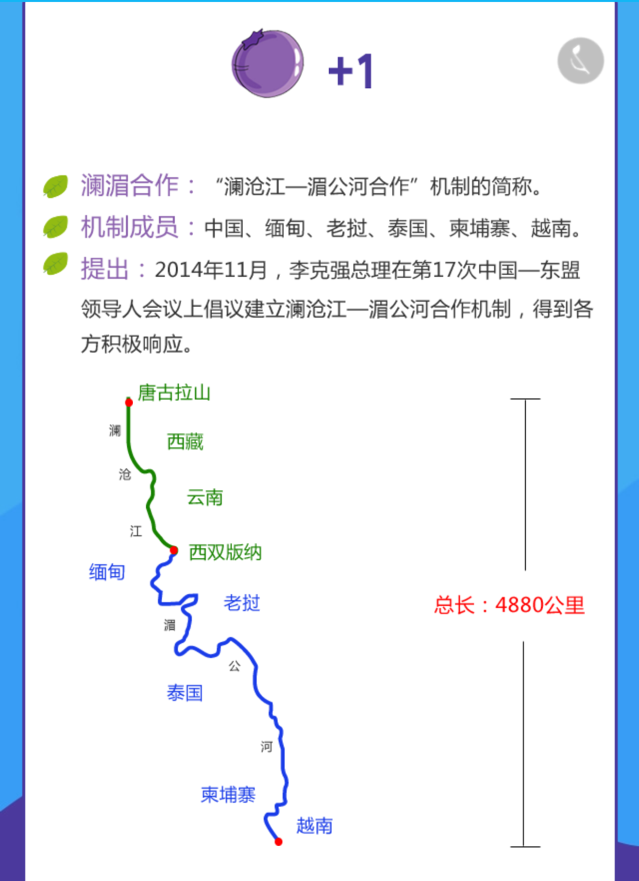 +1
澜湄合作：“澜沧江—湄公河合作”机制的简称。
机制成员：中国、缅甸、老挝、泰国、柬埔寨、越南。
提出：2014年11月，李克强总理在第17次中国—东盟
领导人会议上倡议建立澜沧江—湄公河合作机制，得到各
方积极响应。
唐古拉山
澜
西藏
沧
云南
江
西双版纳
缅甸
老挝
总长：4880公里
湄
公
泰国
河
柬埔寨
越南